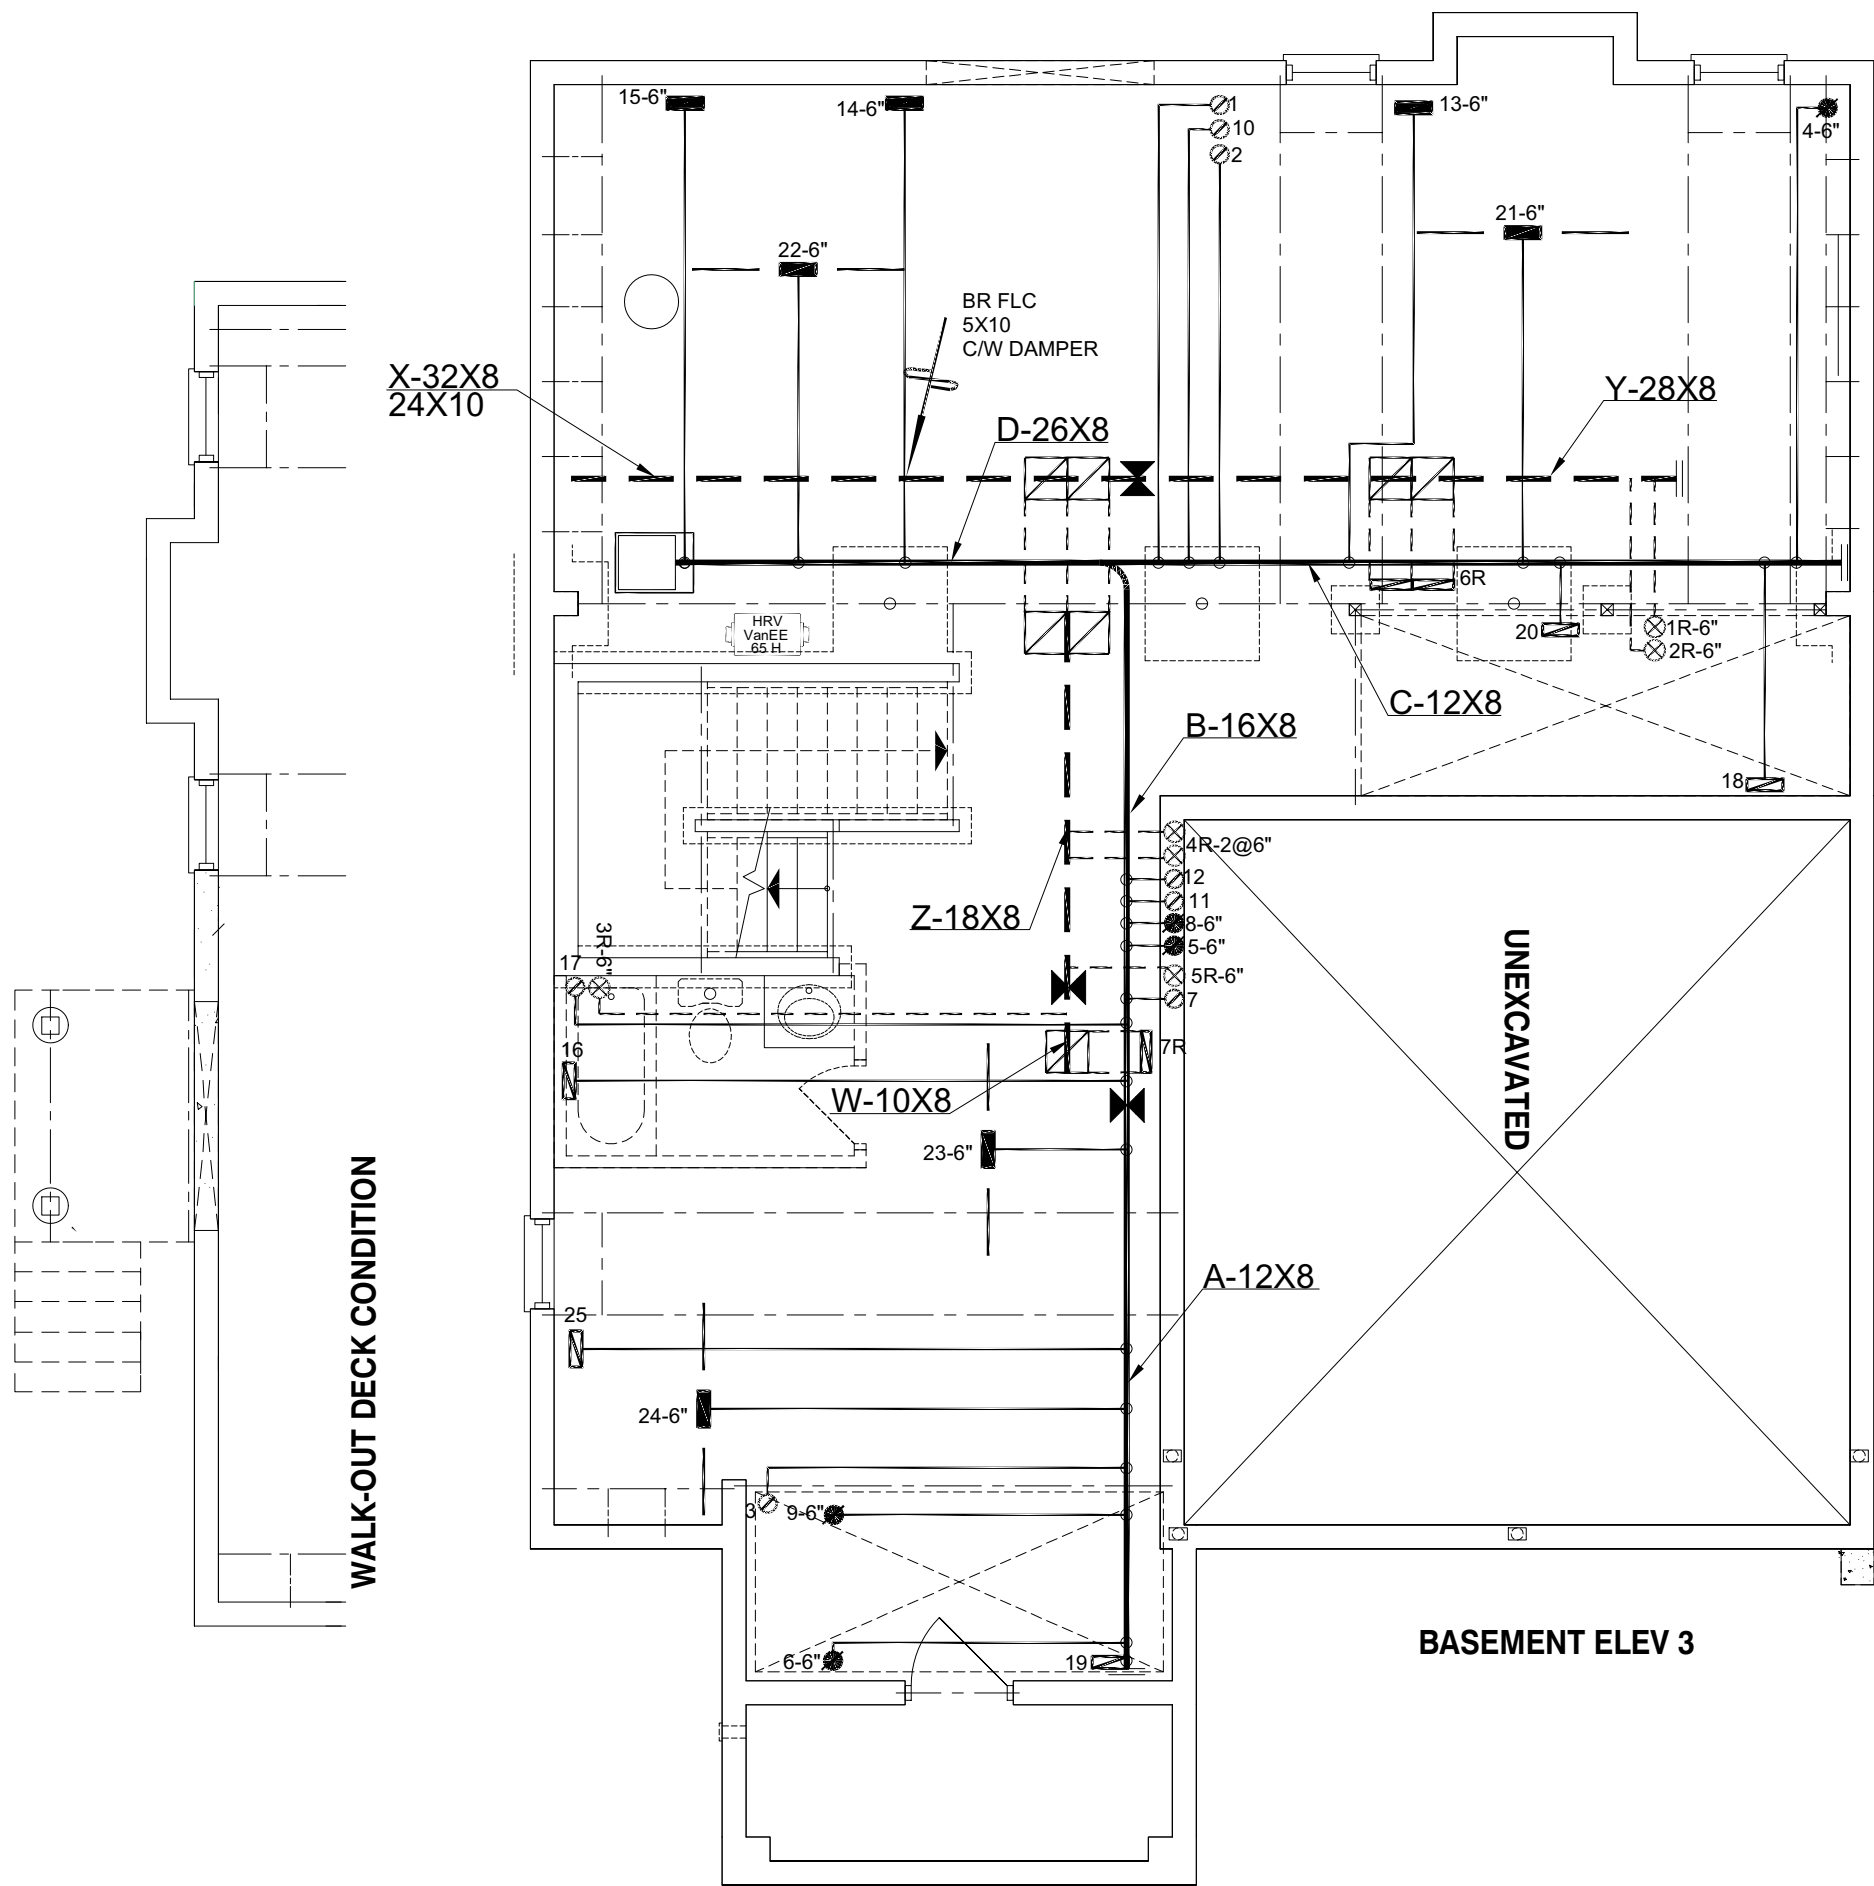 15-6"
14-6"
1
10
2
13-6"
4-6"
21-6"
22-6"
BR FLC
5X10
C/W DAMPER
X-32X8
24X10
Y-28X8
D-26X8
6R
HRV
VanEE
65 H
20
1R-6"
2R-6"
C-12X8
B-16X8
18
4R-2@6"
12
11
8-6"
5-6"
5R-6"
7
Z-18X8
3R-6"
17
16
7R
W-10X8
UNEXCAVATED
23-6"
WALK-OUT DECK CONDITION
A-12X8
25
24-6"
3
9-6"
6-6"
19
BASEMENT ELEV 3